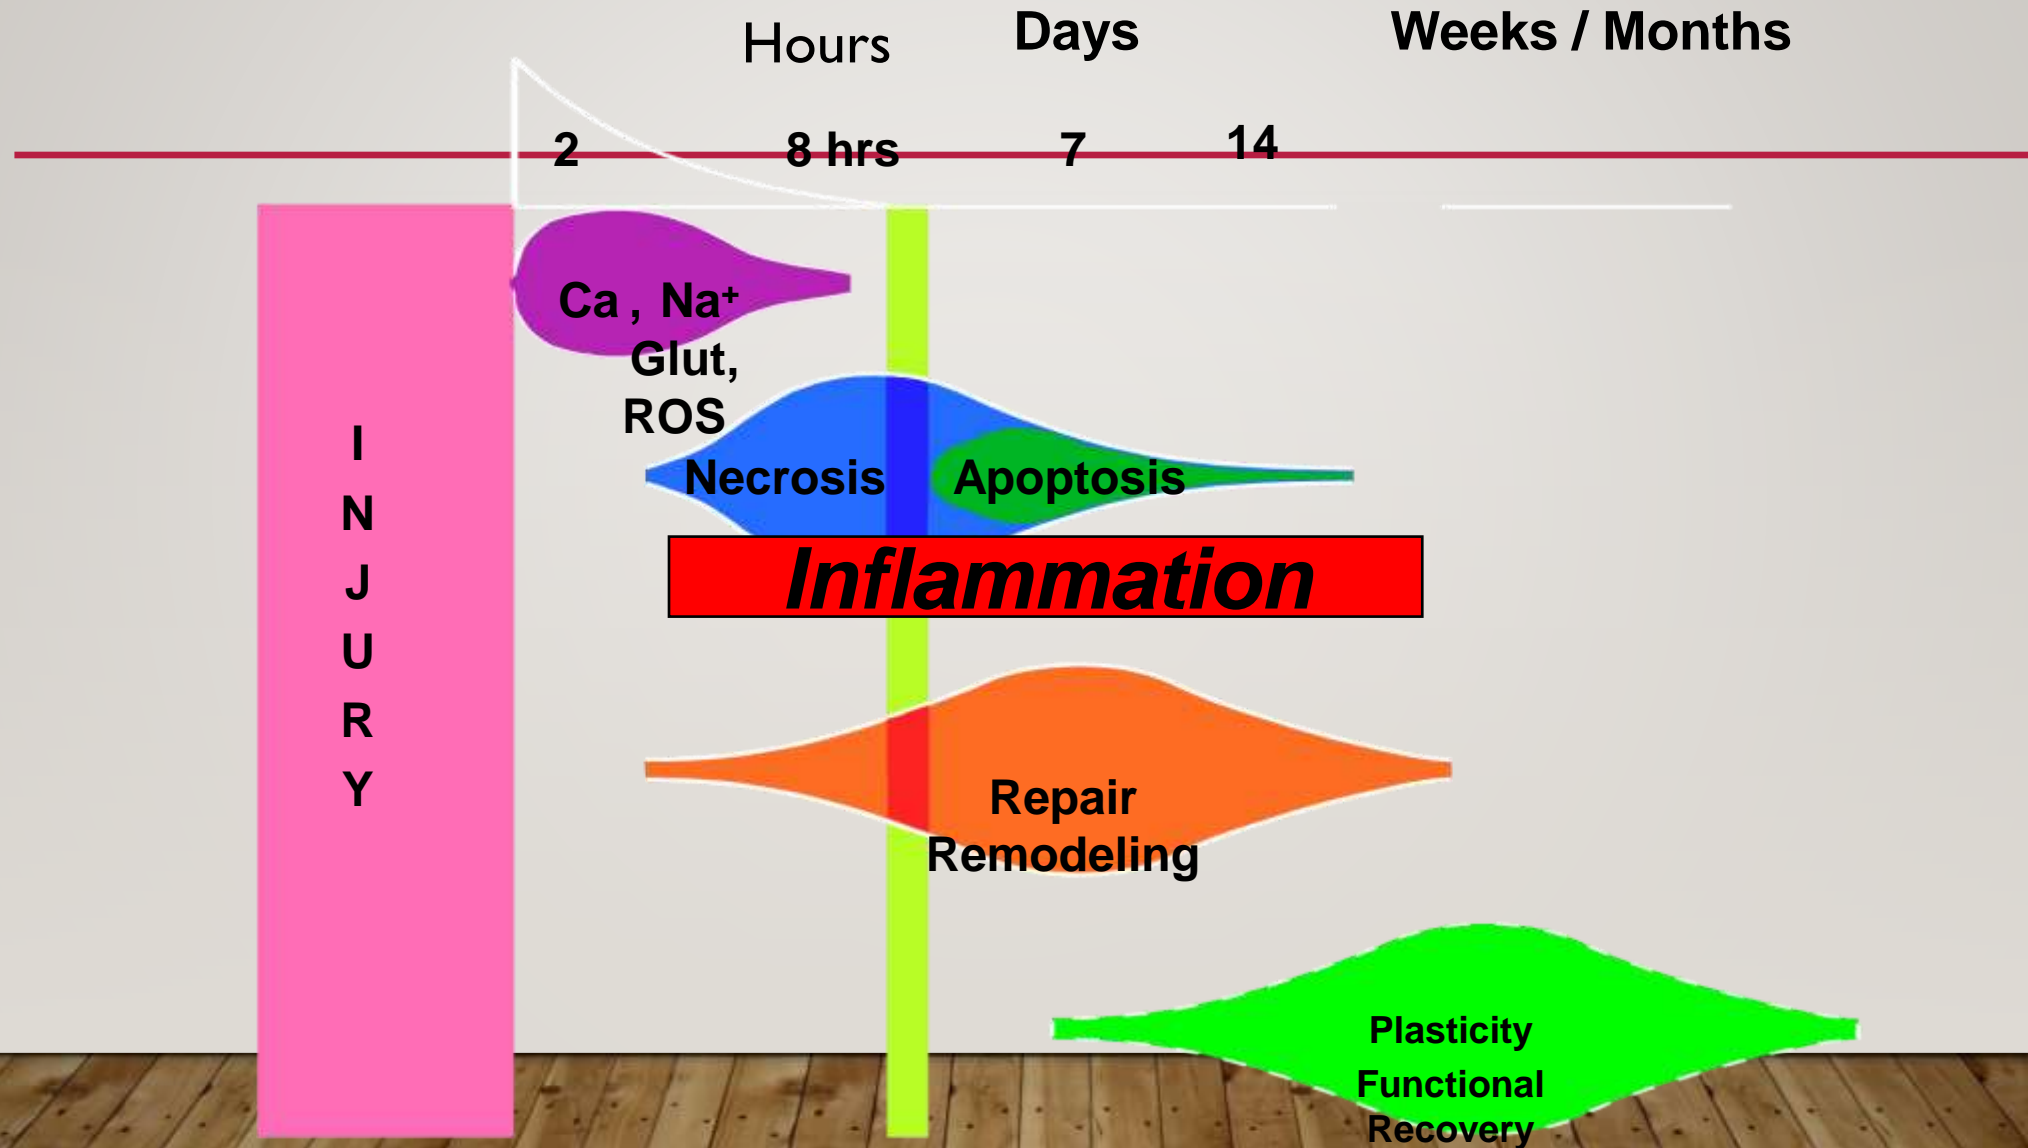 Hours
Days
Weeks / Months
2
8 hrs
7
14
I
N
J
U
R
Y
Ca , Na⁺
Glut,
ROS
Necrosis
Apoptosis
Inflammation
Repair
Remodeling
Plasticity
Functional
Recovery